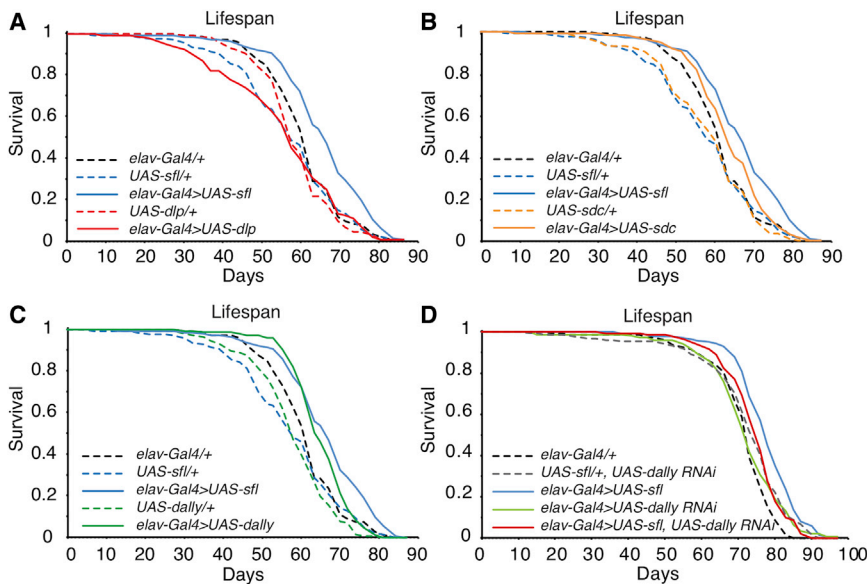 A
Lifespan
1
0.8
0.6
0.4
0.2
0
Survival
elav-Gal4/+
UAS-sfl/+
elav-Gal4>UAS-sfl
UAS-dlp/+
elav-Gal4>UAS-dlp
0 10 20 30 40 50 60 70 80 90
Days
B
Lifespan
1
0.8
0.6
0.4
0.2
0
Survival
elav-Gal4/+
UAS-sfl/+
elav-Gal4>UAS-sfl
UAS-sdc/+
elav-Gal4>UAS-sdc
0 10 20 30 40 50 60 70 80 90
Days
C
Lifespan
1
0.8
0.6
0.4
0.2
0
Survival
elav-Gal4/+
UAS-sfl/+
elav-Gal4>UAS-sfl
UAS-dally/+
elav-Gal4>UAS-dally
0 10 20 30 40 50 60 70 80 90
Days
D
Lifespan
1
0.8
0.6
0.4
0.2
0
Survival
elav-Gal4/+
UAS-sfl/+, UAS-dally RNAi
elav-Gal4>UAS-sfl
elav-Gal4>UAS-dally RNAi
elav-Gal4>UAS-sfl, UAS-dally RNAi
0 10 20 30 40 50 60 70 80 90 100
Days